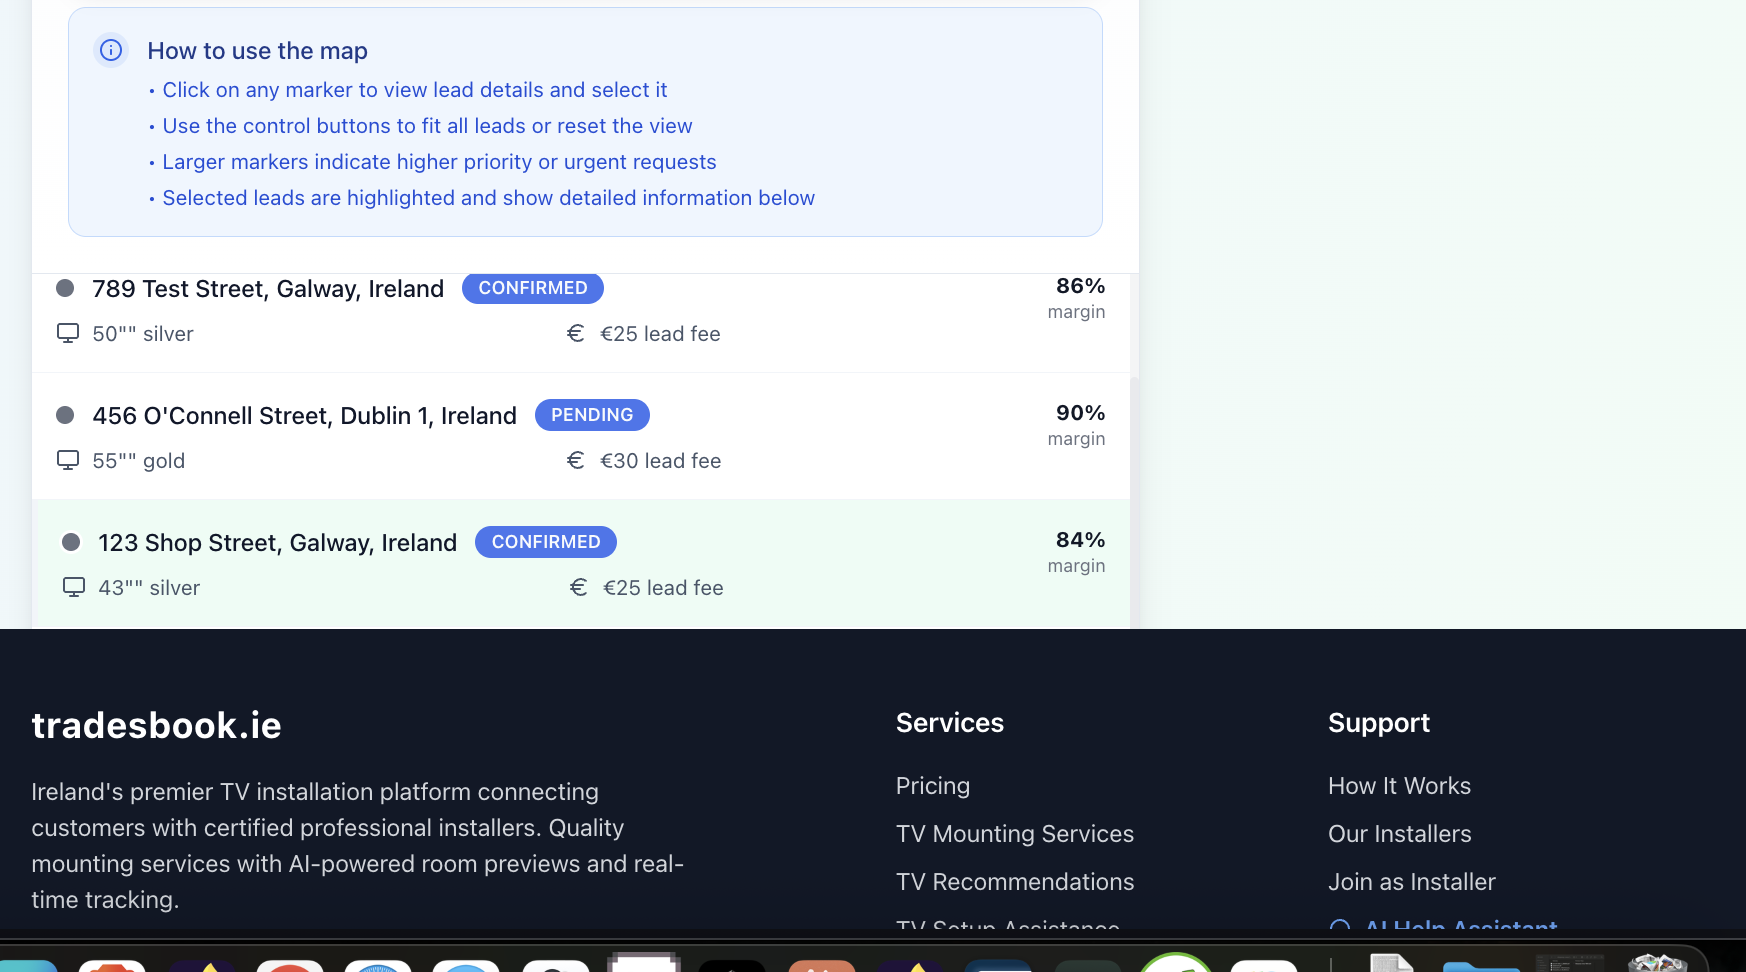 How to use the map
• Click on any marker to view lead details and select it
• Use the control buttons to fit all leads or reset the view
• Larger markers indicate higher priority or urgent requests
• Selected leads are highlighted and show detailed information below
789 Test Street, Galway, Ireland CONFIRMED 86%
margin
50"" silver € €25 lead fee
456 O'Connell Street, Dublin 1, Ireland PENDING 90%
margin
55"" gold € €30 lead fee
123 Shop Street, Galway, Ireland CONFIRMED 84%
margin
43"" silver € €25 lead fee
tradesbook.ie
Ireland's premier TV installation platform connecting
customers with certified professional installers. Quality
mounting services with AI-powered room previews and real-
time tracking.
Services
Pricing
TV Mounting Services
TV Recommendations
TV Setup Assistance
Support
How It Works
Our Installers
Join as Installer
AI Help Assistant